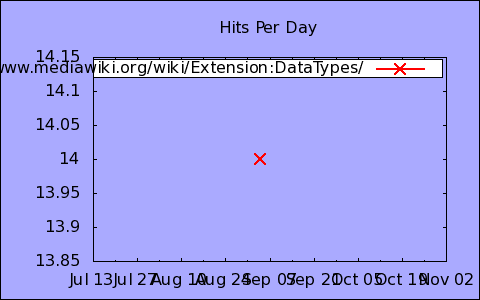 Hits Per Day
www.mediawiki.org/wiki/Extension:DataTypes/
14.15
14.1
14.05
14
13.95
13.9
13.85
Jul 13 Jul 27 Aug 10 Aug 24 Sep 07 Sep 21 Oct 05 Oct 19 Nov 02